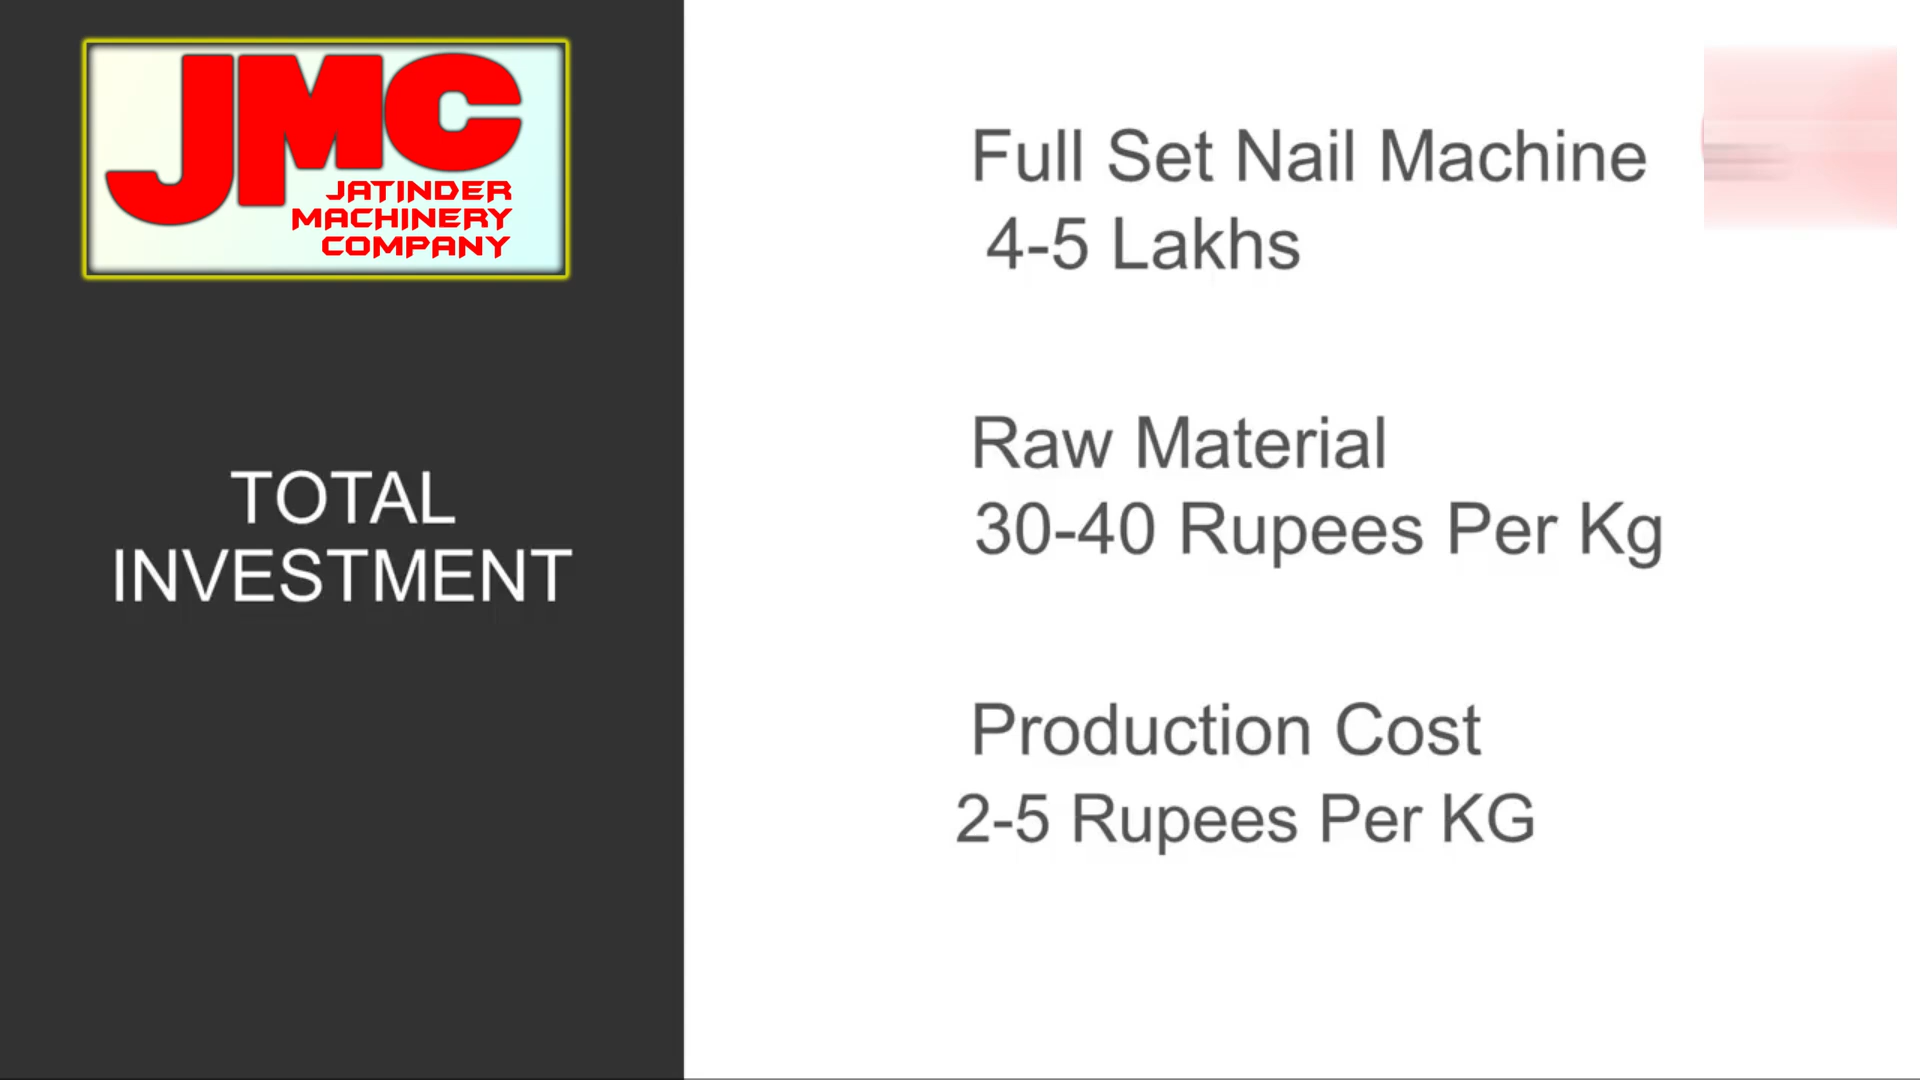 JMC
JATINDER
MACHINERY
COMPANY
TOTAL
INVESTMENT
Full Set Nail Machine
4-5 Lakhs
Raw Material
30-40 Rupees Per Kg
Production Cost
2-5 Rupees Per KG